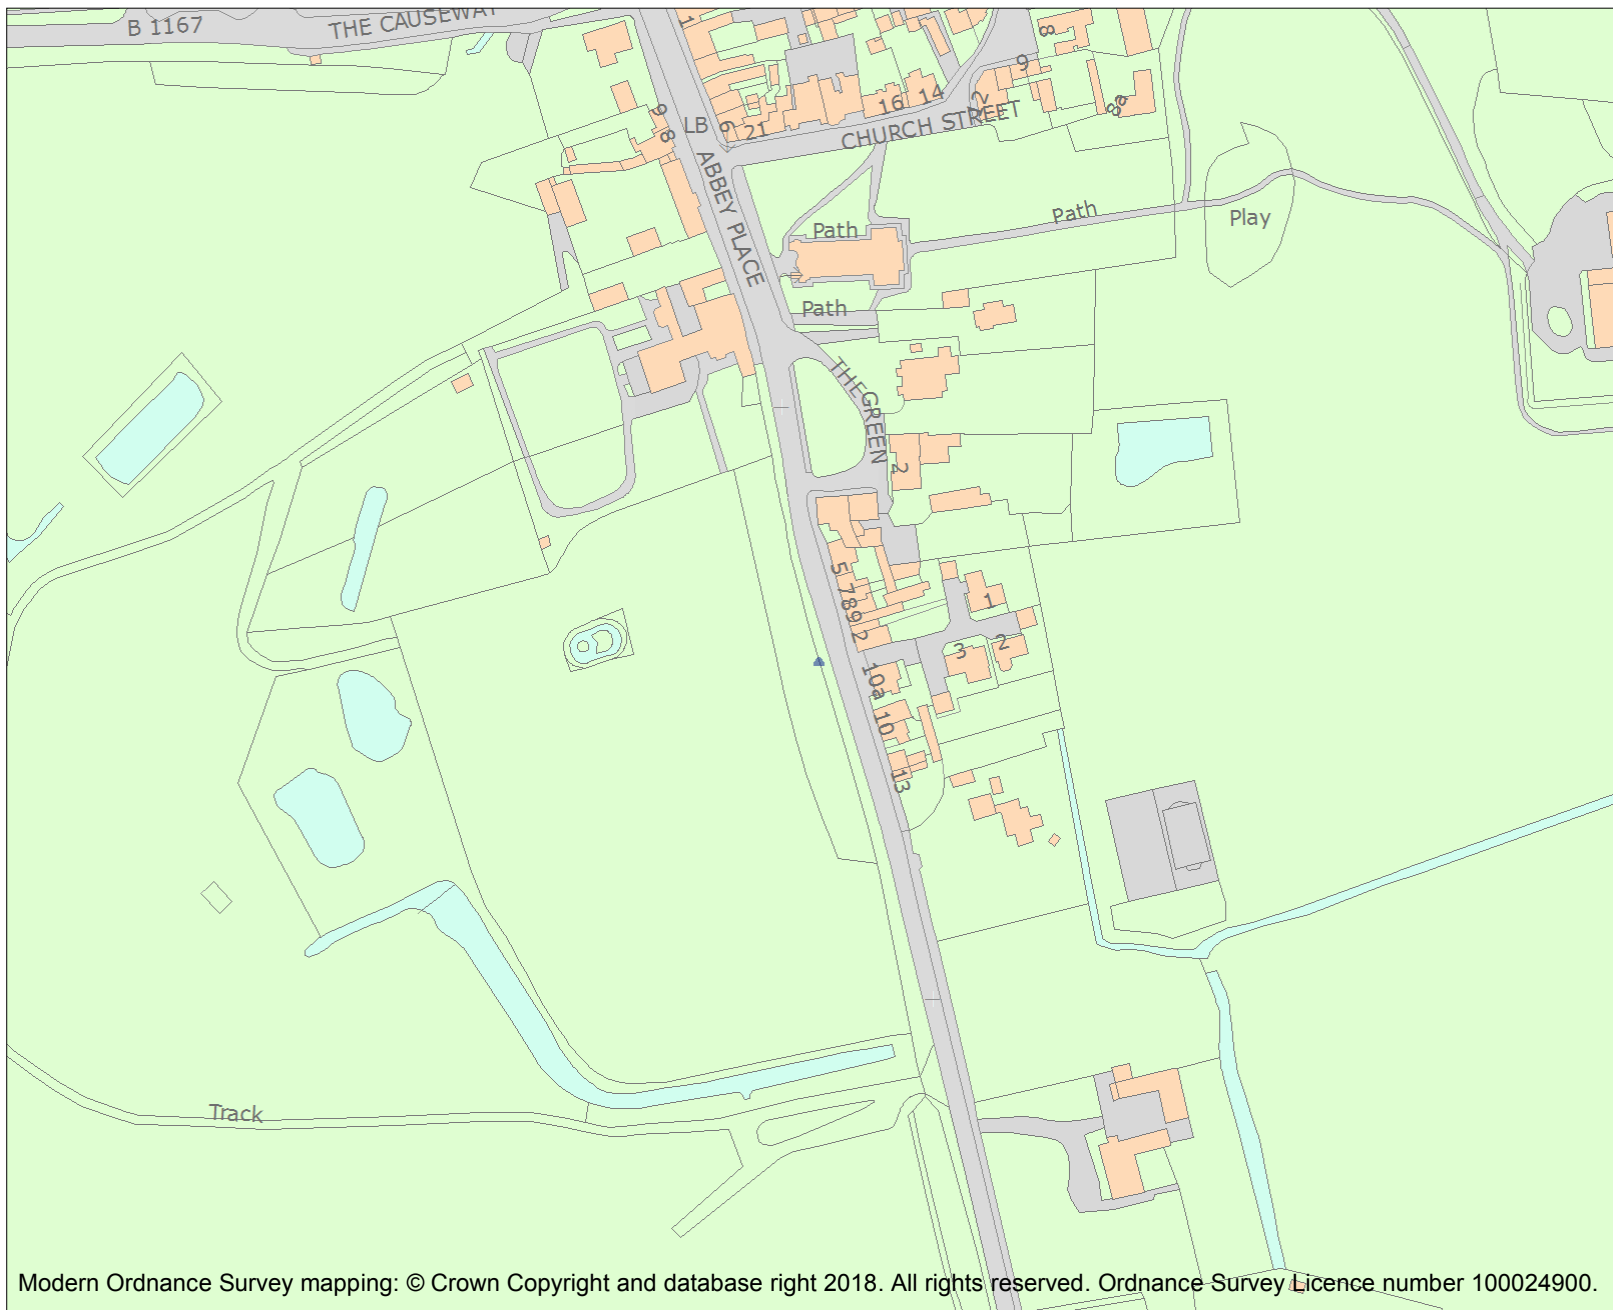 B 1167
THE CAUSEWAY
1
8
9
8a
16
14
12
CHURCH STREET
9
8
LB
6
21
ABBEY PLACE
Path
Path
Play
Path
THE GREEN
2
5
7
8
9
2
1
2
3
10a
10
13
Track
Modern Ordnance Survey mapping: © Crown Copyright and database right 2018. All rights reserved. Ordnance Survey Licence number 100024900.